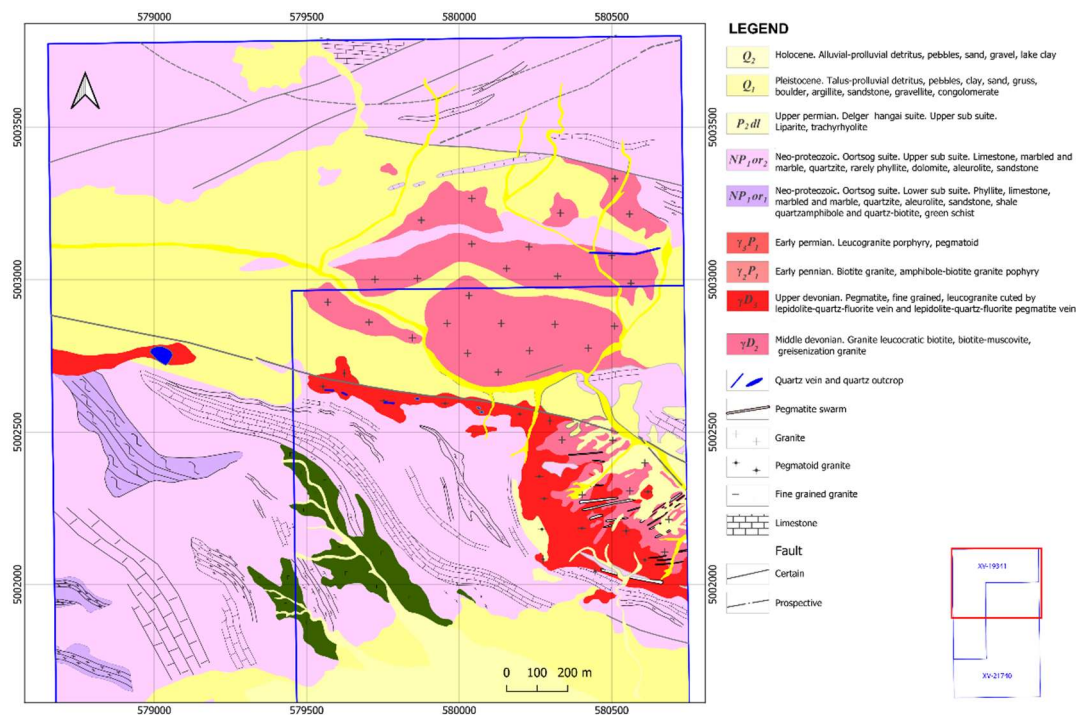 579000 579500 580000 580500
5003500
5003000
5002500
5002000
5003500
5003000
5002500
5002000
0 100 200 m
579000 579500 580000 580500
LEGEND
Q2 Holocene. Alluvial-prolluvial detritus, pebbles, sand, gravel, lake clay
Q1 Pleistocene. Talus-prolluvial detritus, pebbles, clay, sand, gruss,
boulder, argillite, sandstone, gravellite, congolomerate
P2 dl Upper permian. Delger hangai suite. Upper sub suite.
Liparite, trachyrhyolite
NP1or2 Neo-proteozoic. Oortsog suite. Upper sub suite. Limestone, marbled and
marble, quartzite, rarely phyllite, dolomite, aleurolite, sandstone
NP1or1 Neo-proteozoic. Oortsog suite. Lower sub suite. Phyllite, limestone,
marbled and marble, quartzite, aleurolite, sandstone, shale
quartzamphibole and quartz-biotite, green schist
P1 Early permian. Leucogranite porphyry, pegmatoid
γ2P1 Early pennian. Biotite granite, amphibole-biotite granite pophyry
γD3 Upper devonian. Pegmatite, fine grained, leucogranite cuted by
lepidolite-quartz-fluorite vein and lepidolite-quartz-fluorite pegmatite vein
γD2 Middle devonian. Granite leucocratic biotite, biotite-muscovite,
greisenization granite
Quartz vein and quartz outcrop
Pegmatite swarm
Granite
Pegmatoid granite
Fine grained granite
Limestone
Fault
Certain
Prospective
XV-19311
XV-21740